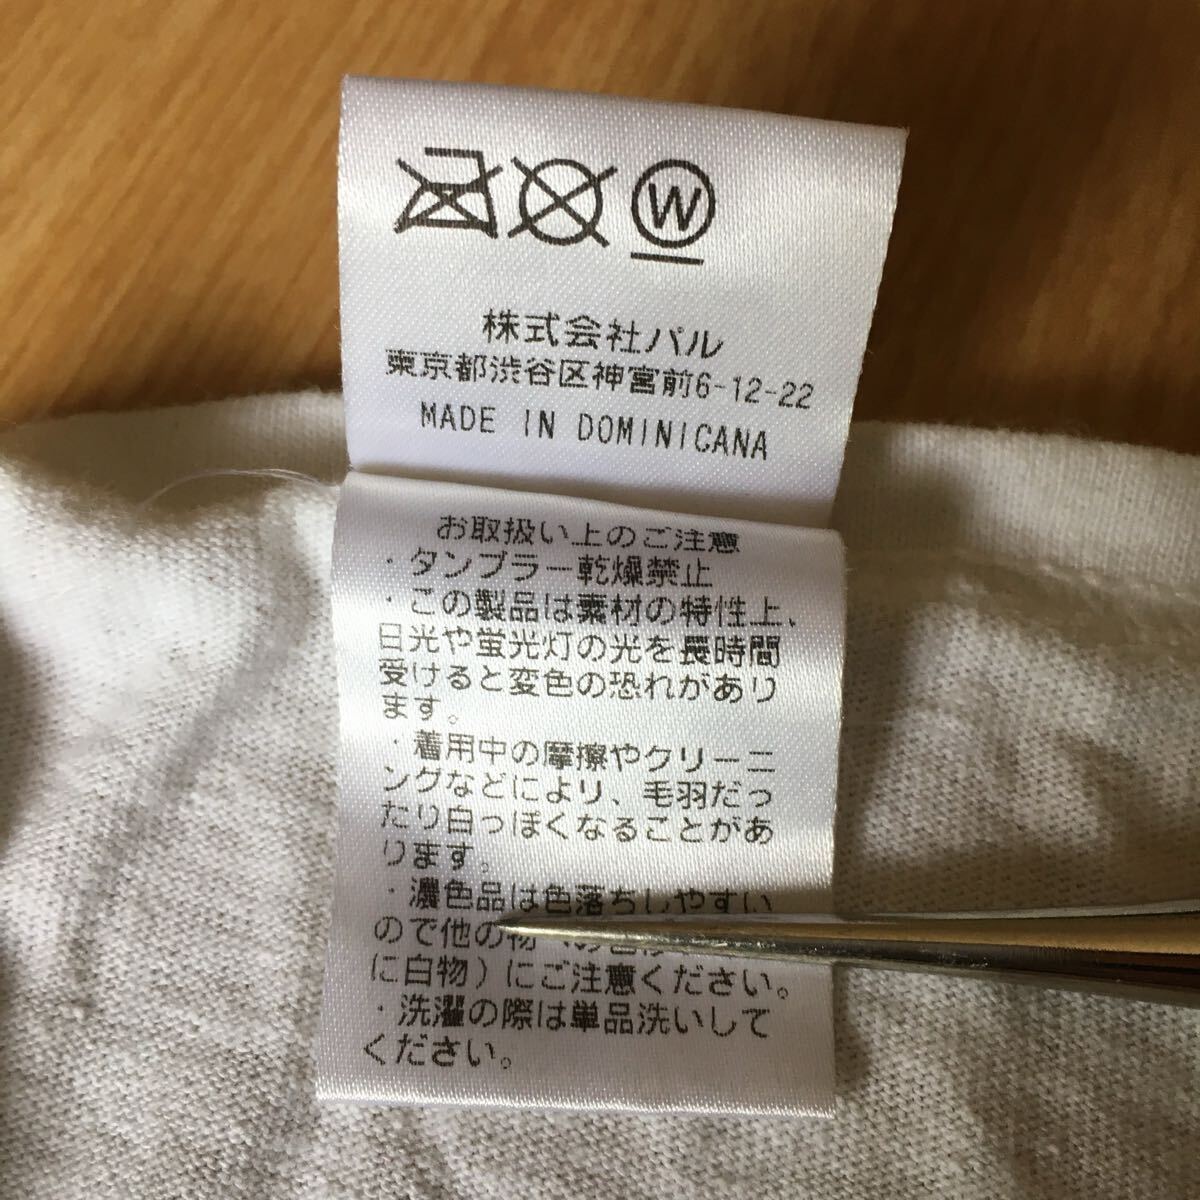 W
株式会社パル
東京都渋谷区神宮前6-12-22
MADE IN DOMINICANA
お取扱い上のご注意
・タンブラー乾燥禁止
・この製品は素材の特性上、
日光や蛍光灯の光を長時間
受けると変色の恐れがあり
ます。
・着用中の摩擦やクリーニ
ングなどにより、毛羽だっ
たり白っぽくなることがあ
ります。
・濃色品は色落ちしやすい
ので他の物への
に白物)にご注意ください。
・洗濯の際は単品洗いして
ください。